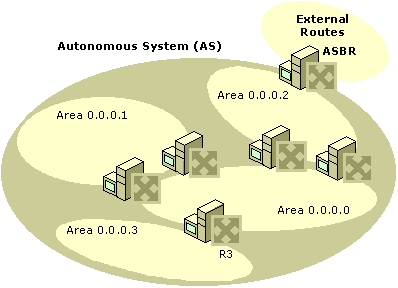 External
Routes
Autonomous System (AS)
ASBR
Area 0.0.0.2
Area 0.0.0.1
Area 0.0.0.0
Area 0.0.0.3
R3